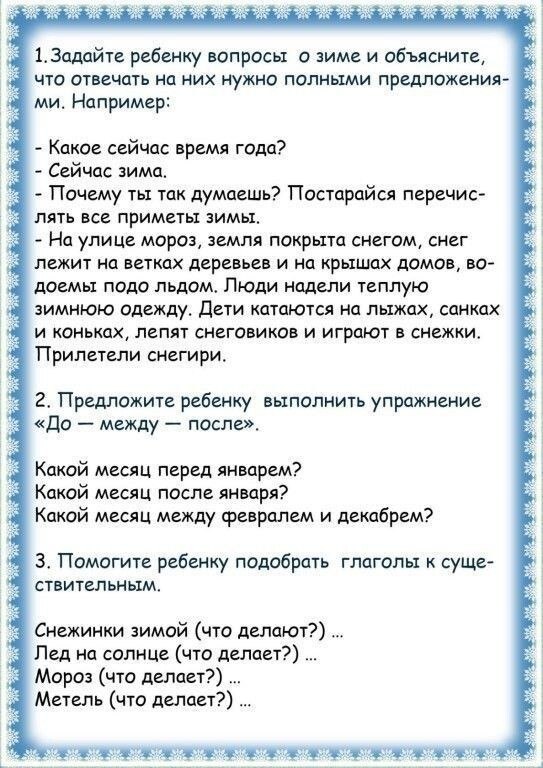 1.Задайте ребенку вопросы о зиме и объясните,
что отвечать на них нужно полными предложения-
ми. Например:
- Какое сейчас время года?
- Сейчас зима.
- Почему ты так думаешь? Постарайся перечис-
лять все приметы зимы.
- На улице мороз, земля покрыта снегом, снег
лежит на ветках деревьев и на крышах домов, во-
доемы подо льдом. Люди надели теплую
зимнюю одежду. Дети катаются на лыжах, санках
и коньках, лепят снеговиков и играют в снежки.
Прилетели снегири.
2. Предложите ребенку выполнить упражнение
«До — между — после».
Какой месяц перед январем?
Какой месяц после января?
Какой месяц между февралем и декабрем?
3. Помогите ребенку подобрать глаголы к суще-
ствительным.
Снежинки зимой (что делают?) ...
Лед на солнце (что делает?) ...
Мороз (что делает?) ...
Метель (что делает?) ...